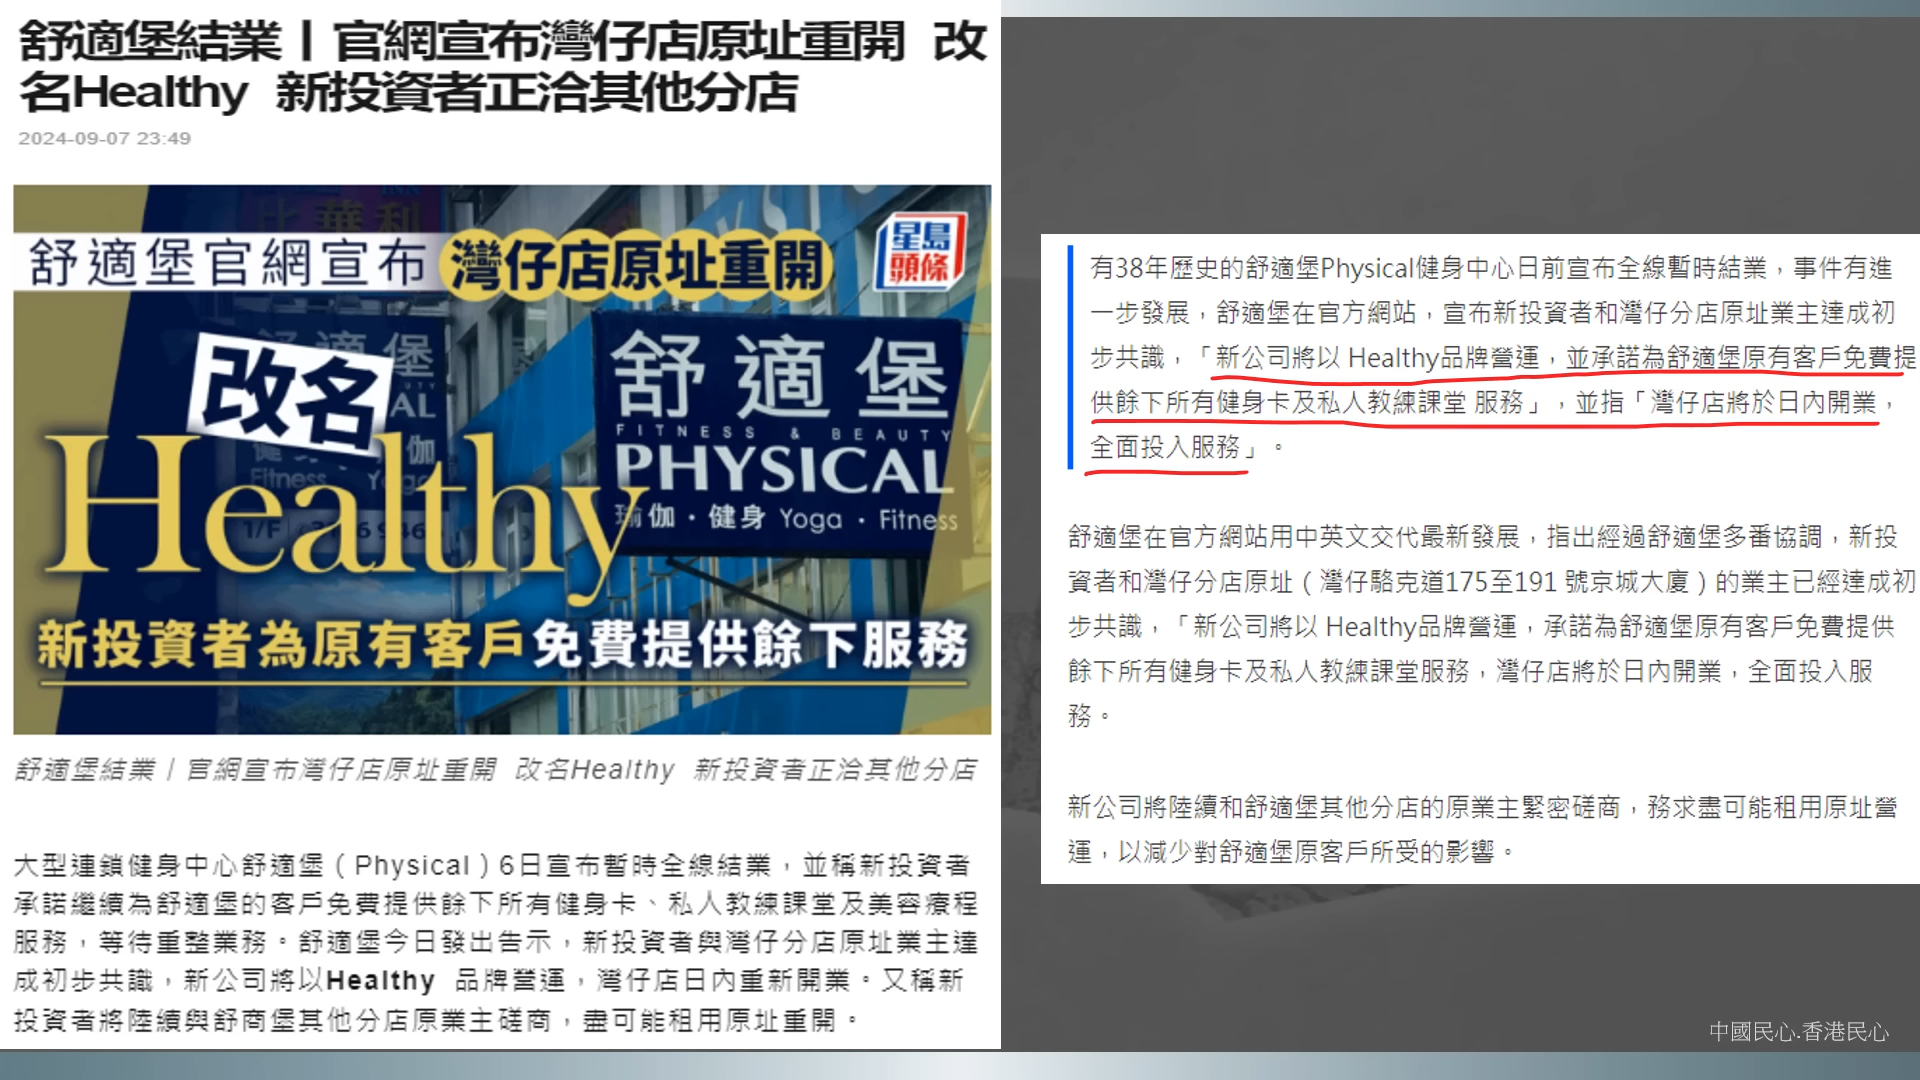 舒適堡結業丨官網宣布灣仔店原址重開 改
名Healthy 新投資者正洽其他分店
2024-09-07 23:49
舒適堡官網宣布灣仔店原址重開
星島
頭條
改名
Healthy
舒適堡
FITNESS & BEAUTY
PHYSICAL
瑜伽・健身 Yoga・Fitness
新投資者為原有客戶免費提供餘下服務
舒適堡結業丨官網宣布灣仔店原址重開 改名Healthy 新投資者正洽其他分店
大型連鎖健身中心舒適堡（Physical）6日宣布暫時全線結業，並稱新投資者
承諾繼續為舒適堡的客戶免費提供餘下所有健身卡、私人教練課堂及美容療程
服務，等待重整業務。舒適堡今日發出告示，新投資者與灣仔分店原址業主達
成初步共識，新公司將以Healthy 品牌營運，灣仔店日內重新開業。又稱新
投資者將陸續與舒商堡其他分店原業主磋商，盡可能租用原址重開。
有38年歷史的舒適堡Physical健身中心日前宣布全線暫時結業，事件有進
一步發展，舒適堡在官方網站，宣布新投資者和灣仔分店原址業主達成初
步共識，「新公司將以 Healthy品牌營運，並承諾為舒適堡原有客戶免費提
供餘下所有健身卡及私人教練課堂 服務」，並指「灣仔店將於日內開業，
全面投入服務」。
舒適堡在官方網站用中英文交代最新發展，指出經過舒適堡多番協調，新投
資者和灣仔分店原址（灣仔駱克道175至191 號京城大廈）的業主已經達成初
步共識，「新公司將以 Healthy品牌營運，承諾為舒適堡原有客戶免費提供
餘下所有健身卡及私人教練課堂服務，灣仔店將於日內開業，全面投入服
務。
新公司將陸續和舒適堡其他分店的原業主緊密磋商，務求盡可能租用原址營
運，以減少對舒適堡原客戶所受的影響。
中國民心.香港民心